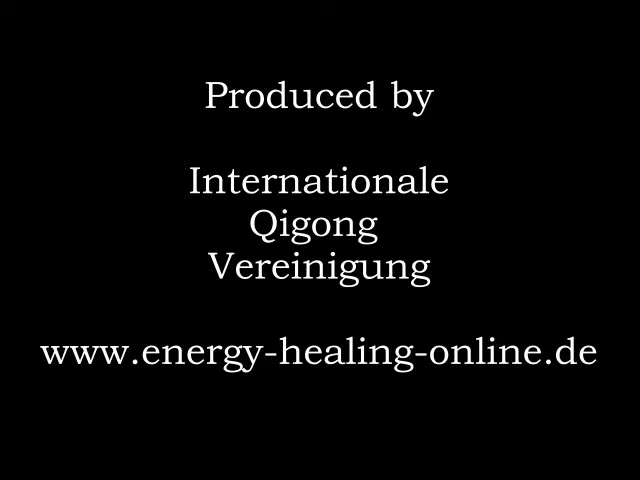 Produced by
Internationale
Qigong
Vereinigung
www.energy-healing-online.de